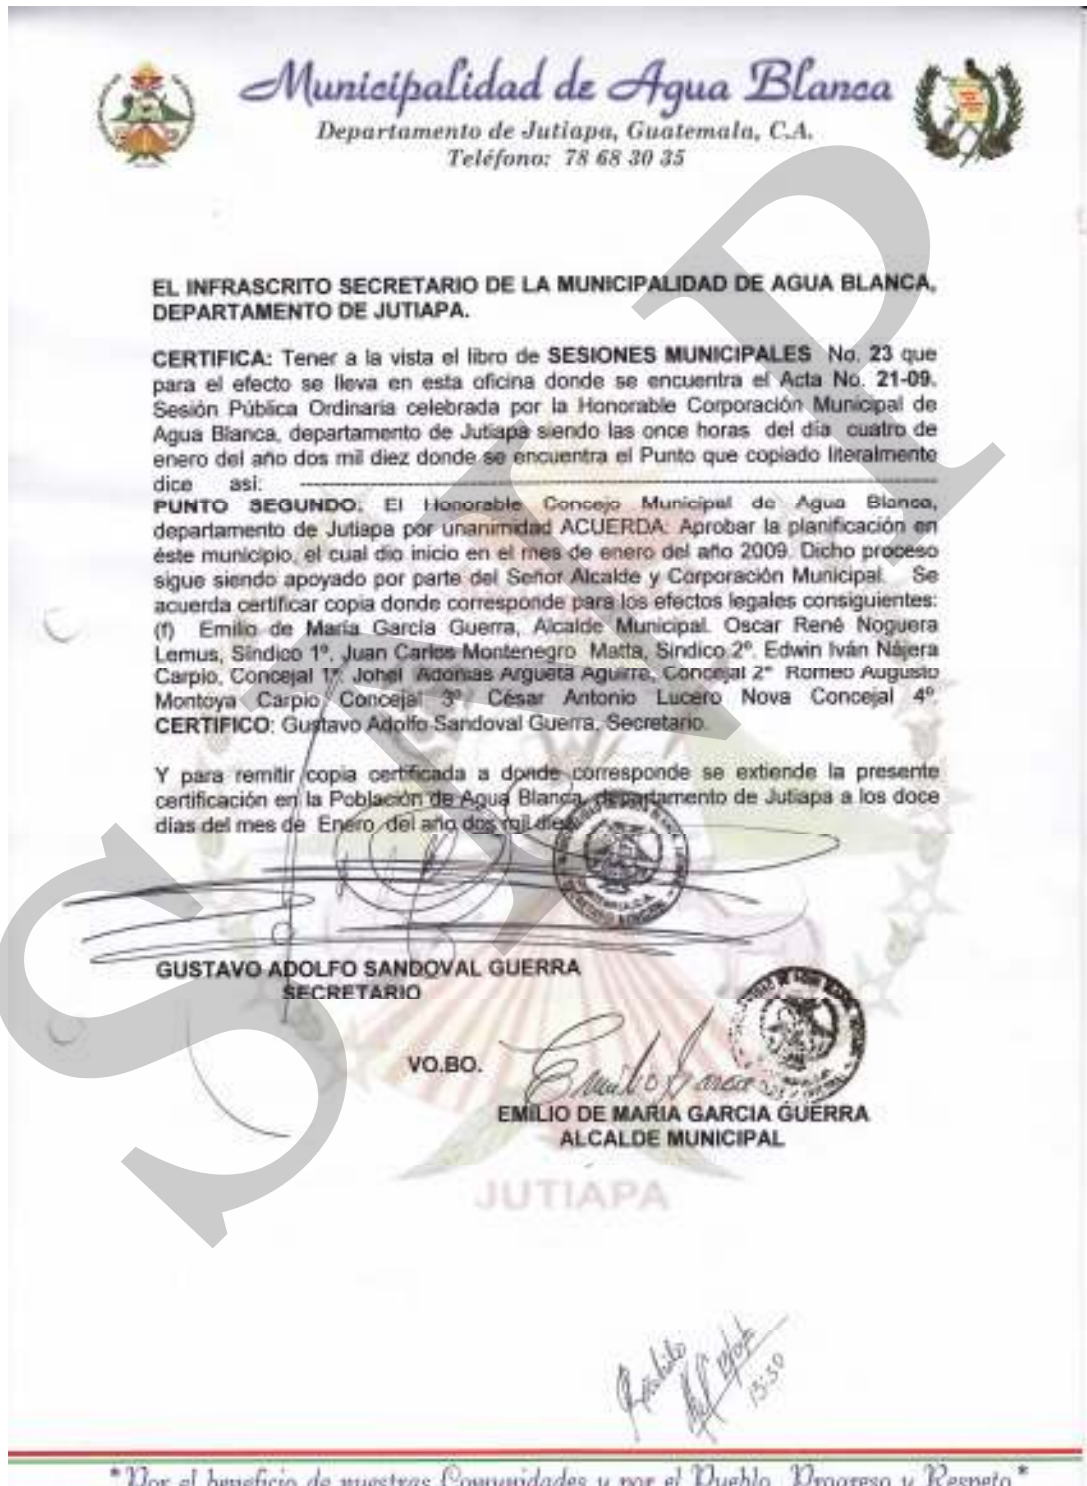 Municipalidad de Agua Blanca
Departamento de Jutiapa, Guatemala, C.A.
Teléfono: 78 68 30 35
EL INFRASCRITO SECRETARIO DE LA MUNICIPALIDAD DE AGUA BLANCA,
DEPARTAMENTO DE JUTIAPA.
CERTIFICA: Tener a la vista el libro de SESIONES MUNICIPALES No. 23 que
para el efecto se lleva en esta oficina donde se encuentra el Acta No. 21-09.
Sesión Pública Ordinaria celebrada por la Honorable Corporación Municipal de
Agua Blanca, departamento de Jutiapa siendo las once horas del día cuatro de
enero del año dos mil diez donde se encuentra el Punto que copiado literalmente
dice así: ------------------------------------------------------------
PUNTO SEGUNDO: El Honorable Concejo Municipal de Agua Blanca,
departamento de Jutiapa por unanimidad ACUERDA: Aprobar la planificación en
éste municipio, el cual dio inicio en el mes de enero del año 2009. Dicho proceso
sigue siendo apoyado por parte del Señor Alcalde y Corporación Municipal. Se
acuerda certificar copia donde corresponde para los efectos legales consiguientes:
(f) Emilio de María García Guerra, Alcalde Municipal. Oscar René Noguera
Lemus, Síndico 1º. Juan Carlos Montenegro Matta, Sindico 2º. Edwin Iván Nájera
Carpio, Concejal 1º. Johel Adonias Argueta Aguirre, Concejal 2º Romeo Augusto
Montoya Carpio Concejal 3º. César Antonio Lucero Nova Concejal 4º.
CERTIFICO: Gustavo Adolfo Sandoval Guerra, Secretario.
Y para remitir copia certificada a donde corresponde se extiende la presente
certificación en la Población de Agua Blanca, departamento de Jutiapa a los doce
días del mes de Enero del año dos mil diez
GUSTAVO ADOLFO SANDOVAL GUERRA
SECRETARIO
VO.BO.
EMILIO DE MARIA GARCIA GUERRA
ALCALDE MUNICIPAL
JUTIAPA
13:30
*Por el beneficio de nuestras Comunidades y por el Pueblo, Progreso y Respeto*
SNIP